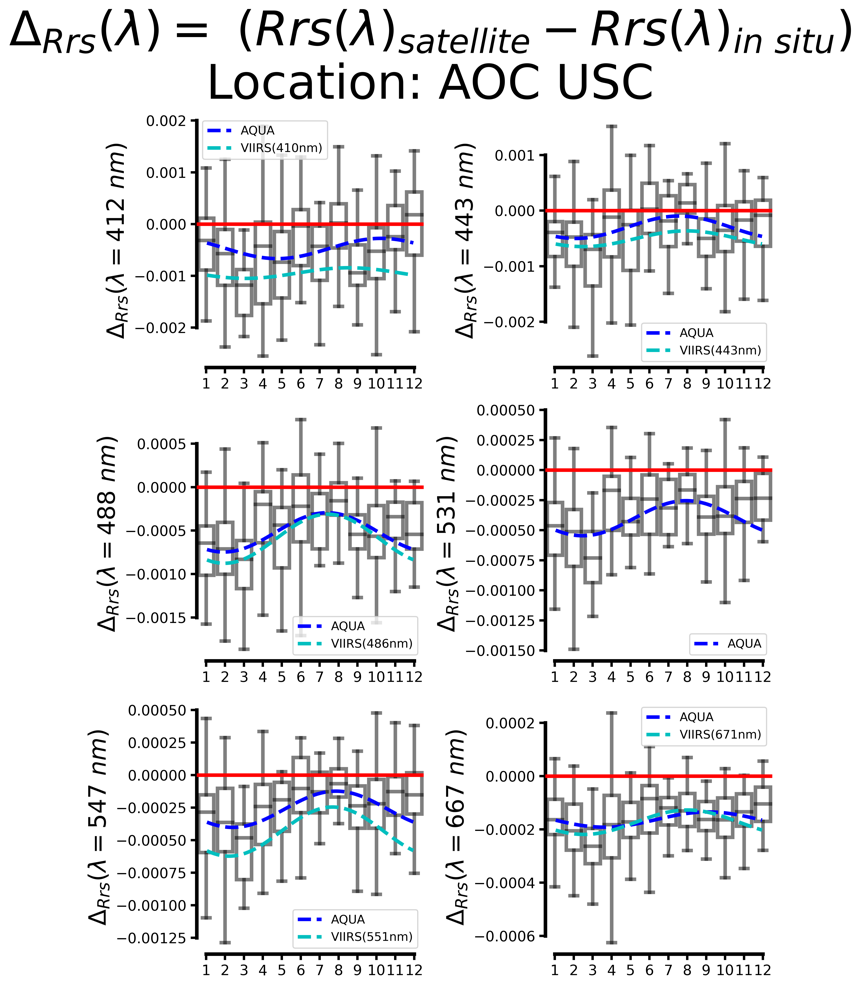 Δ_Rrs(λ) = (Rrs(λ)_satellite − Rrs(λ)_in situ)
Location: AOC USC
Δ_Rrs(λ = 412 nm)
0.002
0.001
0.000
−0.001
−0.002
AQUA
VIIRS(410nm)
1 2 3 4 5 6 7 8 9 10 11 12
Δ_Rrs(λ = 443 nm)
0.001
0.000
−0.001
−0.002
AQUA
VIIRS(443nm)
1 2 3 4 5 6 7 8 9 10 11 12
Δ_Rrs(λ = 488 nm)
0.0005
0.0000
−0.0005
−0.0010
−0.0015
AQUA
VIIRS(486nm)
1 2 3 4 5 6 7 8 9 10 11 12
Δ_Rrs(λ = 531 nm)
0.00050
0.00025
0.00000
−0.00025
−0.00050
−0.00075
−0.00100
−0.00125
−0.00150
AQUA
1 2 3 4 5 6 7 8 9 10 11 12
Δ_Rrs(λ = 547 nm)
0.00050
0.00025
0.00000
−0.00025
−0.00050
−0.00075
−0.00100
−0.00125
AQUA
VIIRS(551nm)
1 2 3 4 5 6 7 8 9 10 11 12
Δ_Rrs(λ = 667 nm)
0.0002
0.0000
−0.0002
−0.0004
−0.0006
AQUA
VIIRS(671nm)
1 2 3 4 5 6 7 8 9 10 11 12